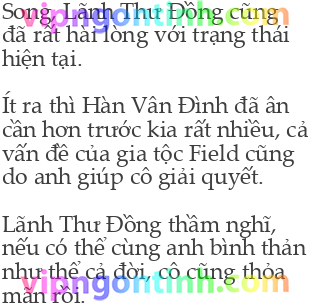 Song, Lãnh Thư Đồng cũng
đã rất hài lòng với trạng thái
hiện tại.
Ít ra thì Hàn Vân Đình đã ân
cần hơn trước kia rất nhiều, cả
vấn đề của gia tộc Field cũng
do anh giúp cô giải quyết.
Lãnh Thư Đồng thầm nghĩ,
nếu có thể cùng anh bình thản
như thế cả đời, cô cũng thỏa
mãn rồi.
vipngontinh.com
vipngontinh.com